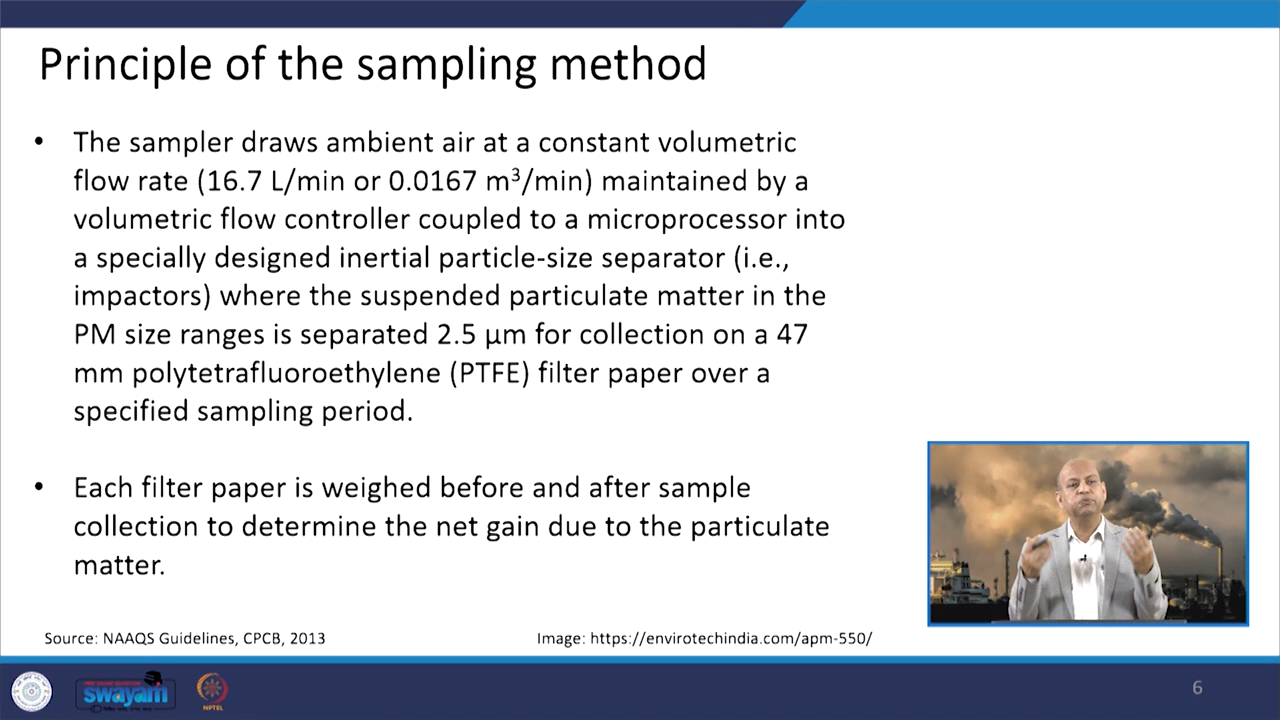 Principle of the sampling method
• The sampler draws ambient air at a constant volumetric
flow rate (16.7 L/min or 0.0167 m³/min) maintained by a
volumetric flow controller coupled to a microprocessor into
a specially designed inertial particle-size separator (i.e.,
impactors) where the suspended particulate matter in the
PM size ranges is separated 2.5 µm for collection on a 47
mm polytetrafluoroethylene (PTFE) filter paper over a
specified sampling period.
• Each filter paper is weighed before and after sample
collection to determine the net gain due to the particulate
matter.
Source: NAAQS Guidelines, CPCB, 2013
Image: https://envirotechindia.com/apm-550/
swayam
NPTEL
6